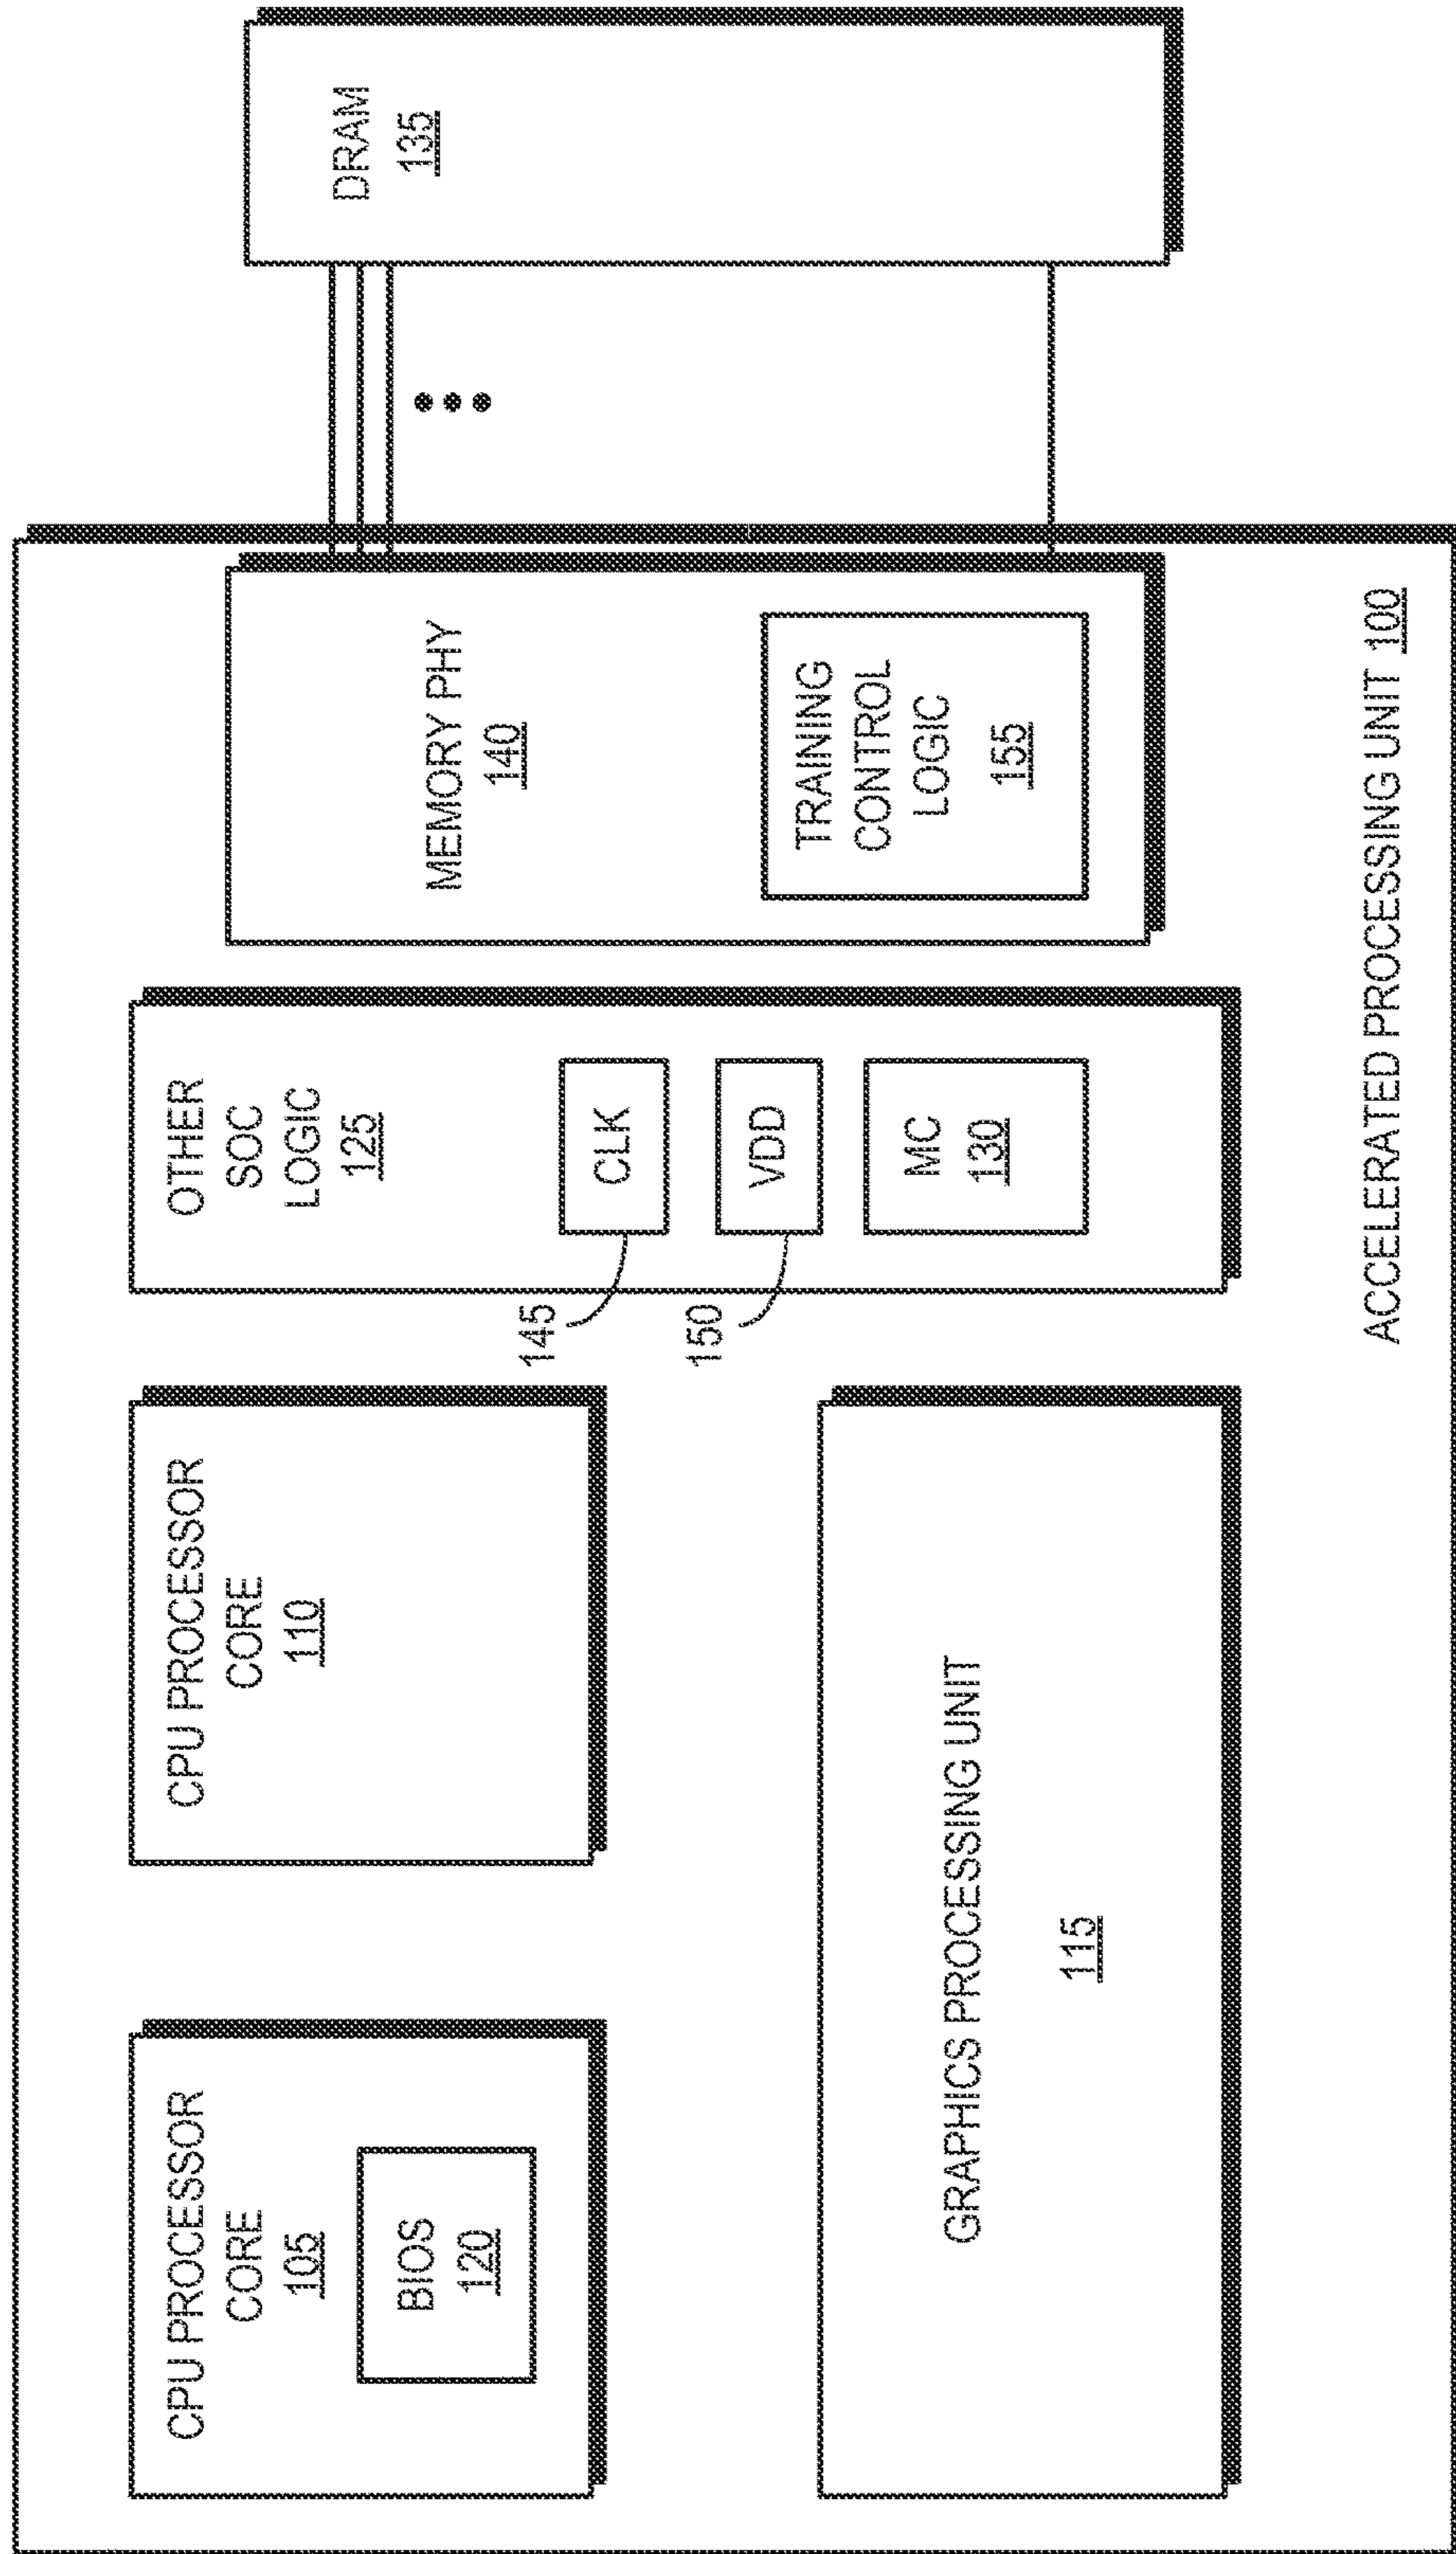 CPU PROCESSOR
CORE
105
BIOS
120
CPU PROCESSOR
CORE
110
GRAPHICS PROCESSING UNIT
115
OTHER
SOC
LOGIC
125
145
CLK
150
VDD
MC
130
MEMORY PHY
140
TRAINING
CONTROL
LOGIC
155
DRAM
135
ACCELERATED PROCESSING UNIT 100